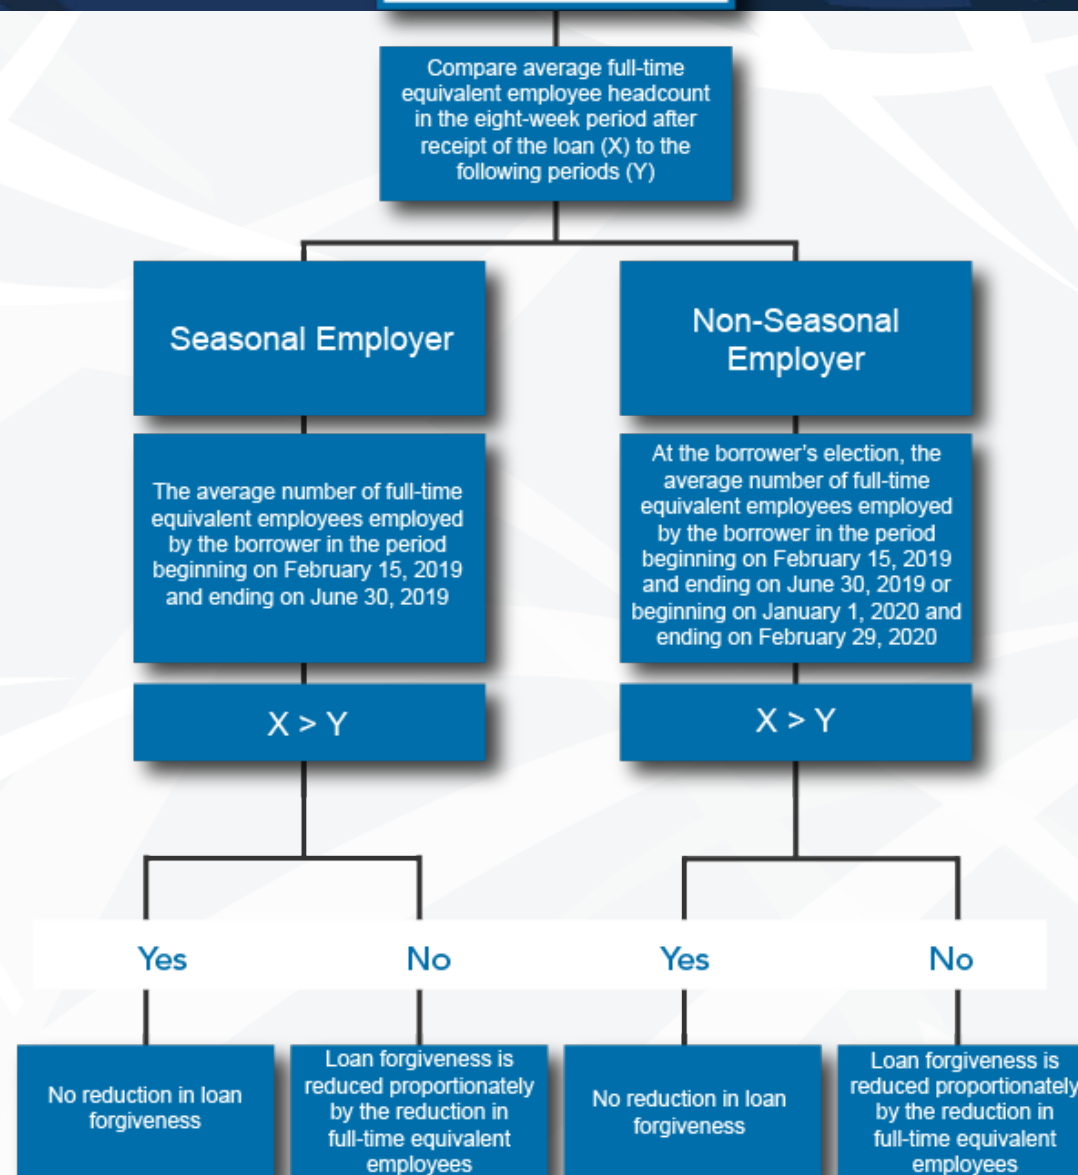 Compare average full-time
equivalent employee headcount
in the eight-week period after
receipt of the loan (X) to the
following periods (Y)
Seasonal Employer
Non-Seasonal
Employer
The average number of full-time
equivalent employees employed
by the borrower in the period
beginning on February 15, 2019
and ending on June 30, 2019
At the borrower’s election, the
average number of full-time
equivalent employees employed
by the borrower in the period
beginning on February 15, 2019
and ending on June 30, 2019 or
beginning on January 1, 2020 and
ending on February 29, 2020
X > Y
X > Y
Yes
No
Yes
No
No reduction in loan
forgiveness
Loan forgiveness is
reduced proportionately
by the reduction in
full-time equivalent
employees
No reduction in loan
forgiveness
Loan forgiveness is
reduced proportionately
by the reduction in
full-time equivalent
employees